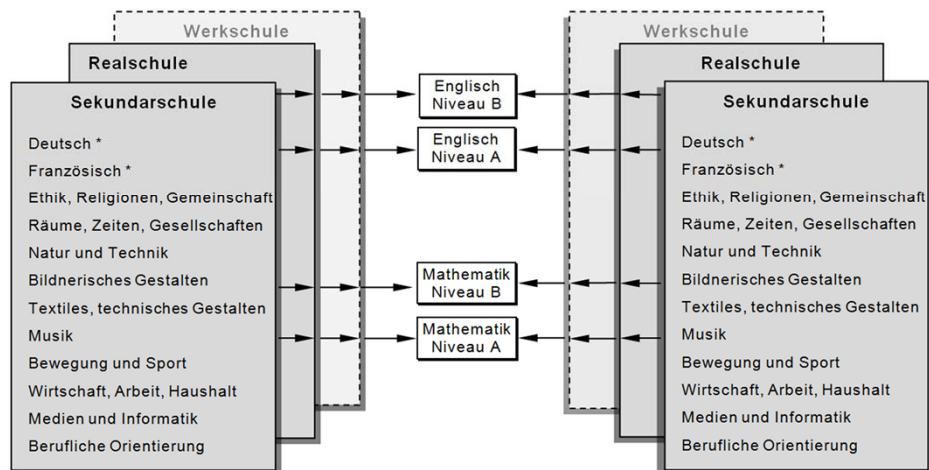 Werkschule
Realschule
Sekundarschule
Deutsch *
Französisch *
Ethik, Religionen, Gemeinschaft
Räume, Zeiten, Gesellschaften
Natur und Technik
Bildnerisches Gestalten
Textiles, technisches Gestalten
Musik
Bewegung und Sport
Wirtschaft, Arbeit, Haushalt
Medien und Informatik
Berufliche Orientierung
Englisch
Niveau B
Englisch
Niveau A
Mathematik
Niveau B
Mathematik
Niveau A
Werkschule
Realschule
Sekundarschule
Deutsch *
Französisch *
Ethik, Religionen, Gemeinschaft
Räume, Zeiten, Gesellschaften
Natur und Technik
Bildnerisches Gestalten
Textiles, technisches Gestalten
Musik
Bewegung und Sport
Wirtschaft, Arbeit, Haushalt
Medien und Informatik
Berufliche Orientierung